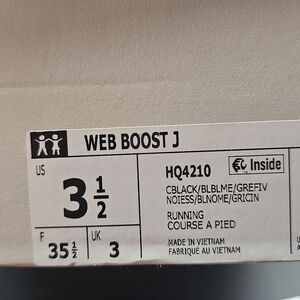 WEB BOOST J
US
3 1/2
F
35 1/2
UK
3
HQ4210
Inside
CBLACK/BLBLME/GREFIV
NOIESS/BLNOME/GRICIN
RUNNING
COURSE A PIED
MADE IN VIETNAM
FABRIQUÉ AU VIETNAM